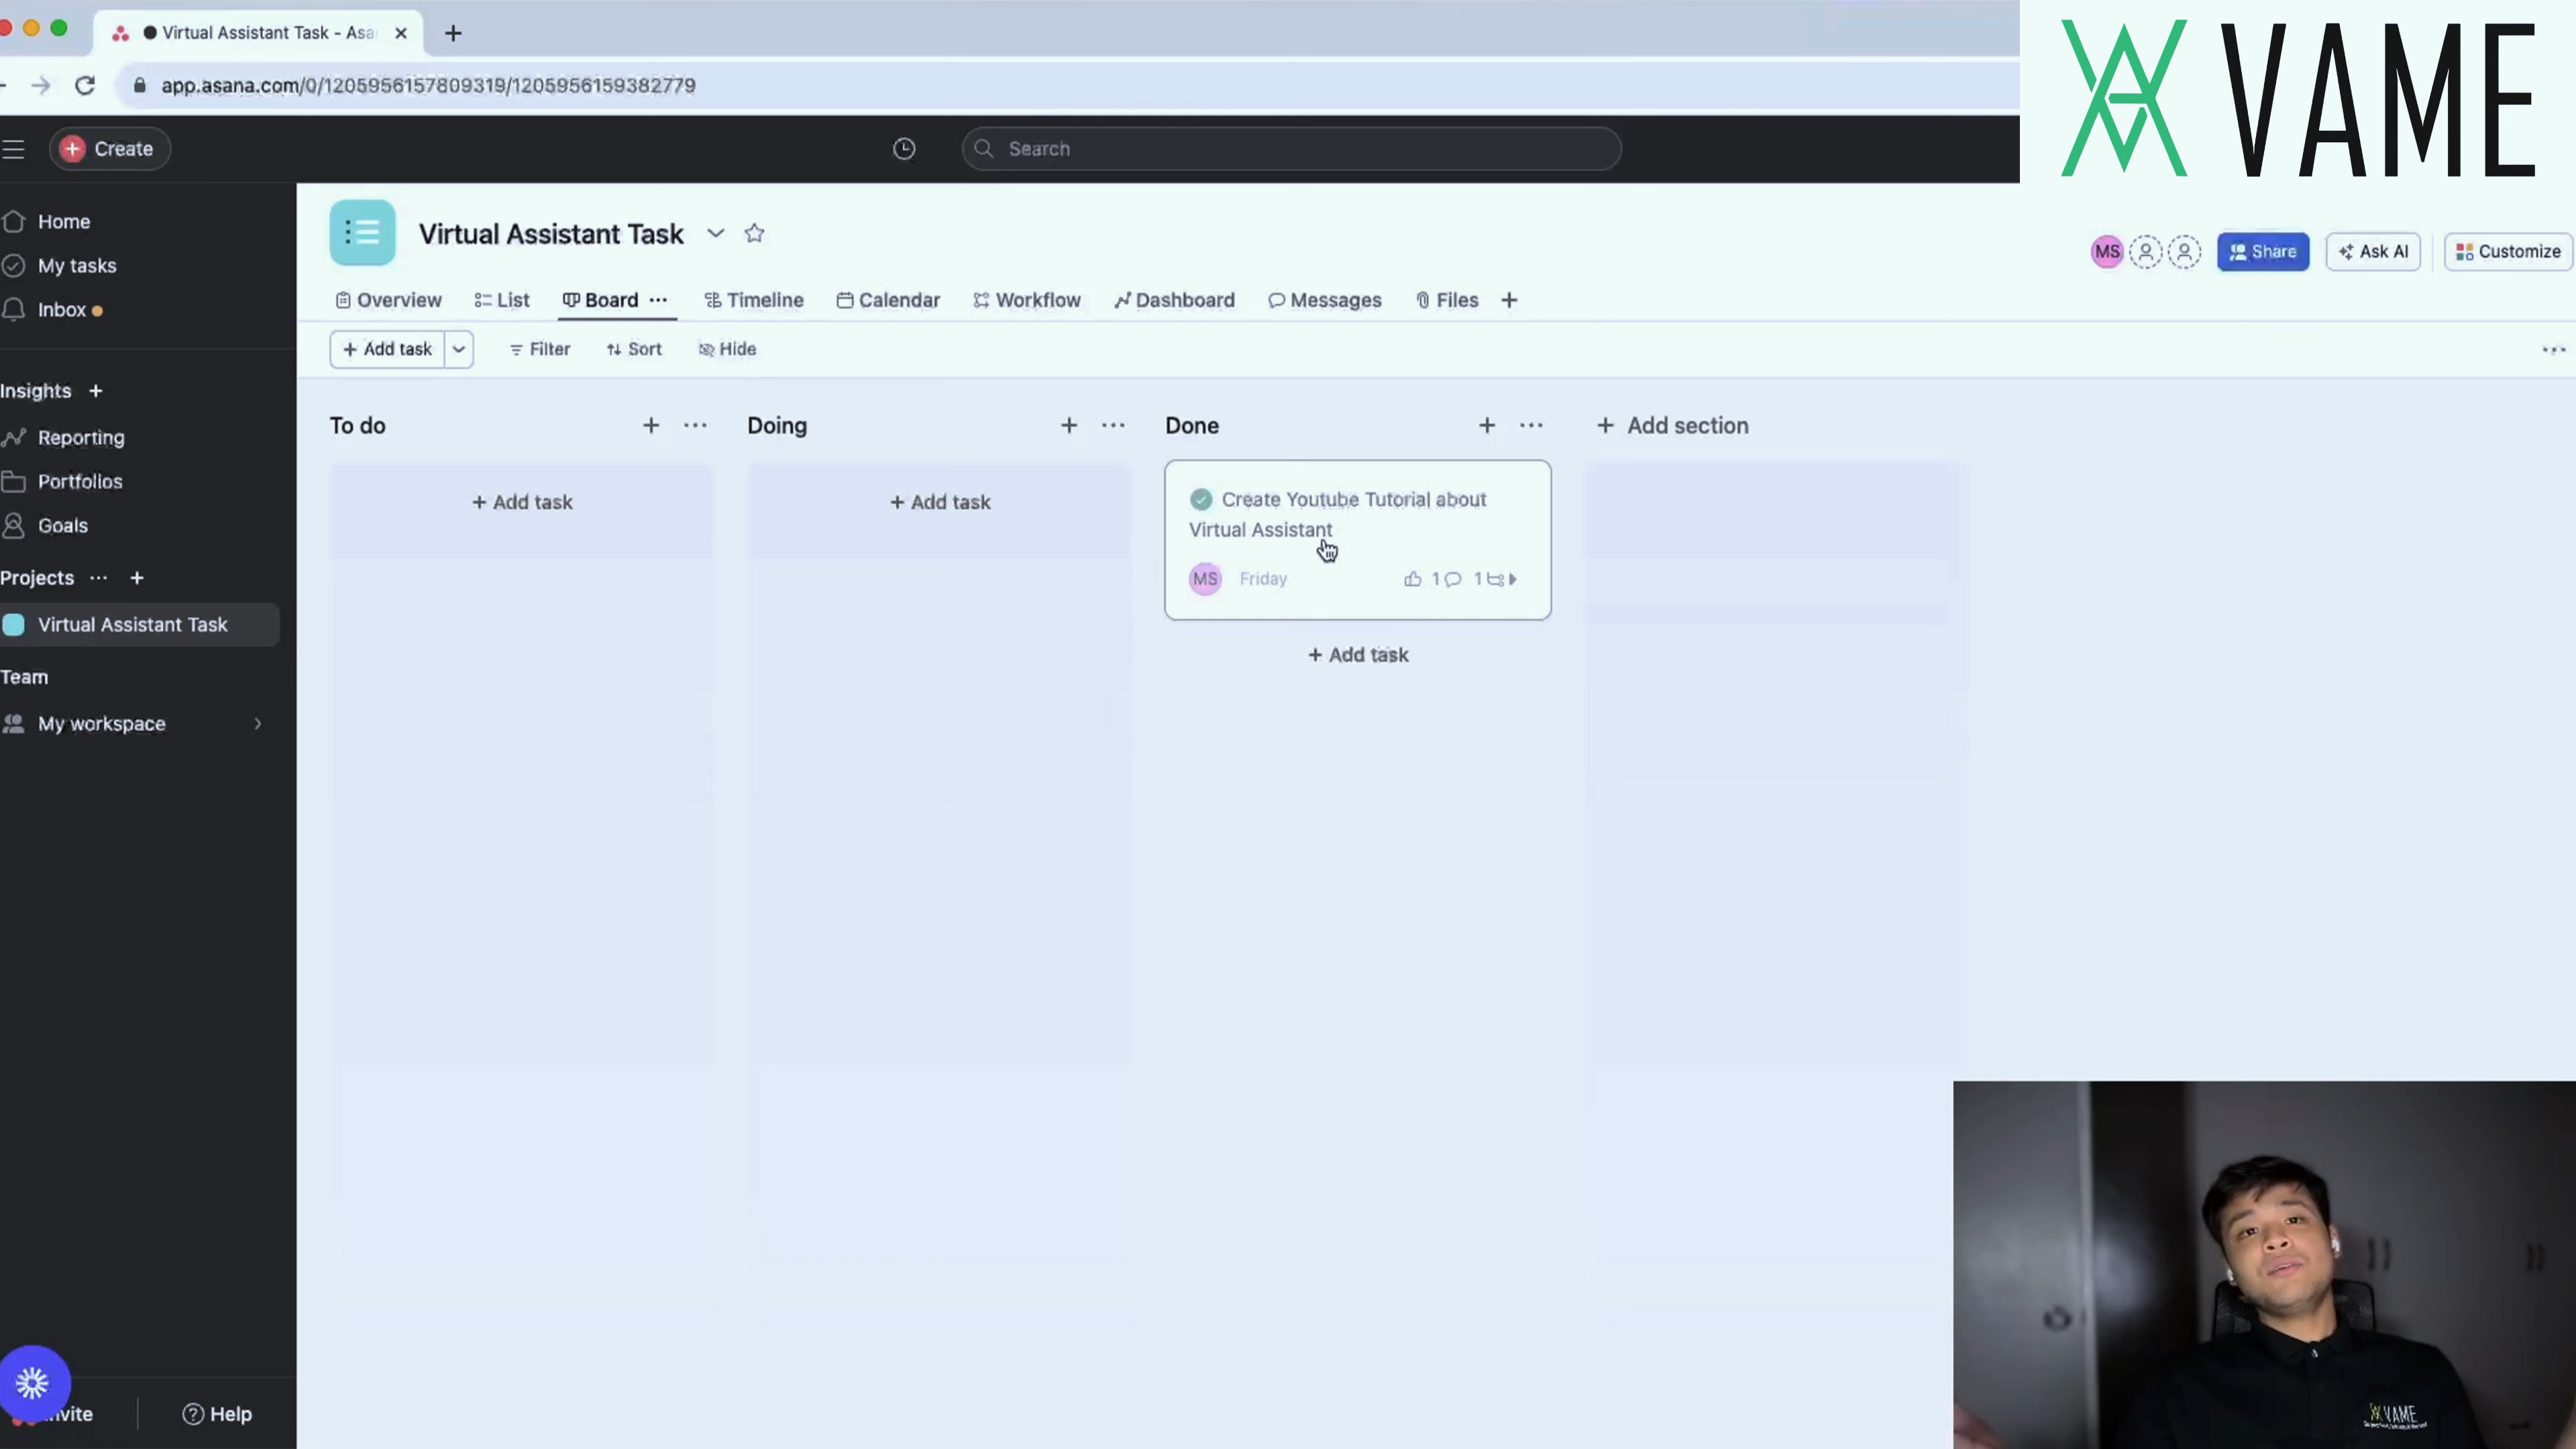 Virtual Assistant Task - Asa
app.asana.com/0/1205956157809319/1205956159382779
VAME
Create
Search
Home
My tasks
Inbox
Insights
Reporting
Portfolios
Goals
Projects
Virtual Assistant Task
Team
My workspace
Help
Virtual Assistant Task
MS
Share
Ask AI
Customize
Overview
List
Board
Timeline
Calendar
Workflow
Dashboard
Messages
Files
Add task
Filter
Sort
Hide
To do
Doing
Done
Add section
+ Add task
+ Add task
Create Youtube Tutorial about
Virtual Assistant
MS Friday 1 1
+ Add task
VAME